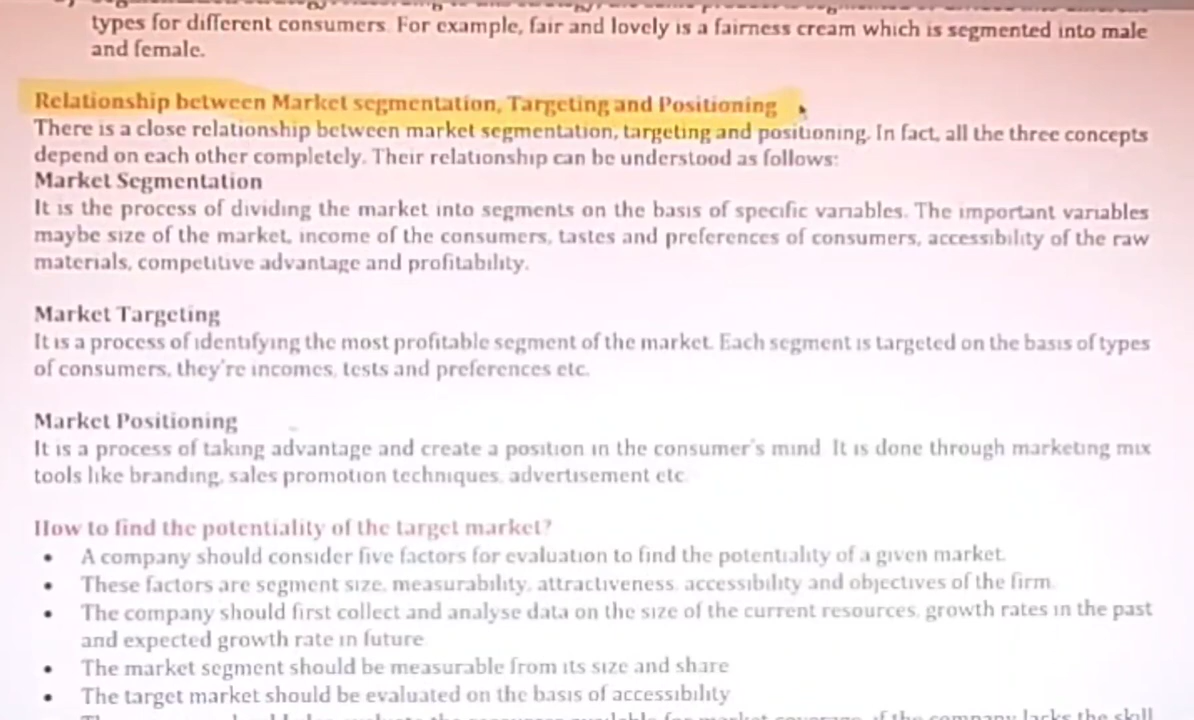 types for different consumers. For example, fair and lovely is a fairness cream which is segmented into male
and female.
Relationship between Market segmentation, Targeting and Positioning
There is a close relationship between market segmentation, targeting and positioning. In fact, all the three concepts
depend on each other completely. Their relationship can be understood as follows:
Market Segmentation
It is the process of dividing the market into segments on the basis of specific variables. The important variables
maybe size of the market, income of the consumers, tastes and preferences of consumers, accessibility of the raw
materials, competitive advantage and profitability.
Market Targeting
It is a process of identifying the most profitable segment of the market. Each segment is targeted on the basis of types
of consumers, they're incomes, tests and preferences etc.
Market Positioning
It is a process of taking advantage and create a position in the consumer's mind. It is done through marketing mix
tools like branding, sales promotion techniques, advertisement etc.
How to find the potentiality of the target market?
• A company should consider five factors for evaluation to find the potentiality of a given market.
• These factors are segment size, measurability, attractiveness, accessibility and objectives of the firm.
• The company should first collect and analyse data on the size of the current resources, growth rates in the past
and expected growth rate in future
• The market segment should be measurable from its size and share
• The target market should be evaluated on the basis of accessibility
if the company lacks the skill